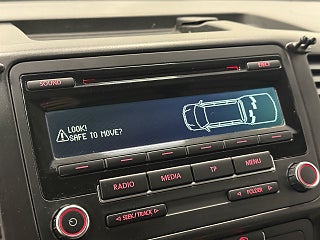 SOUND
LOOK!
SAFE TO MOVE?
RADIO
MEDIA
TP
MENU
SEEK/TRACK
FOLDER